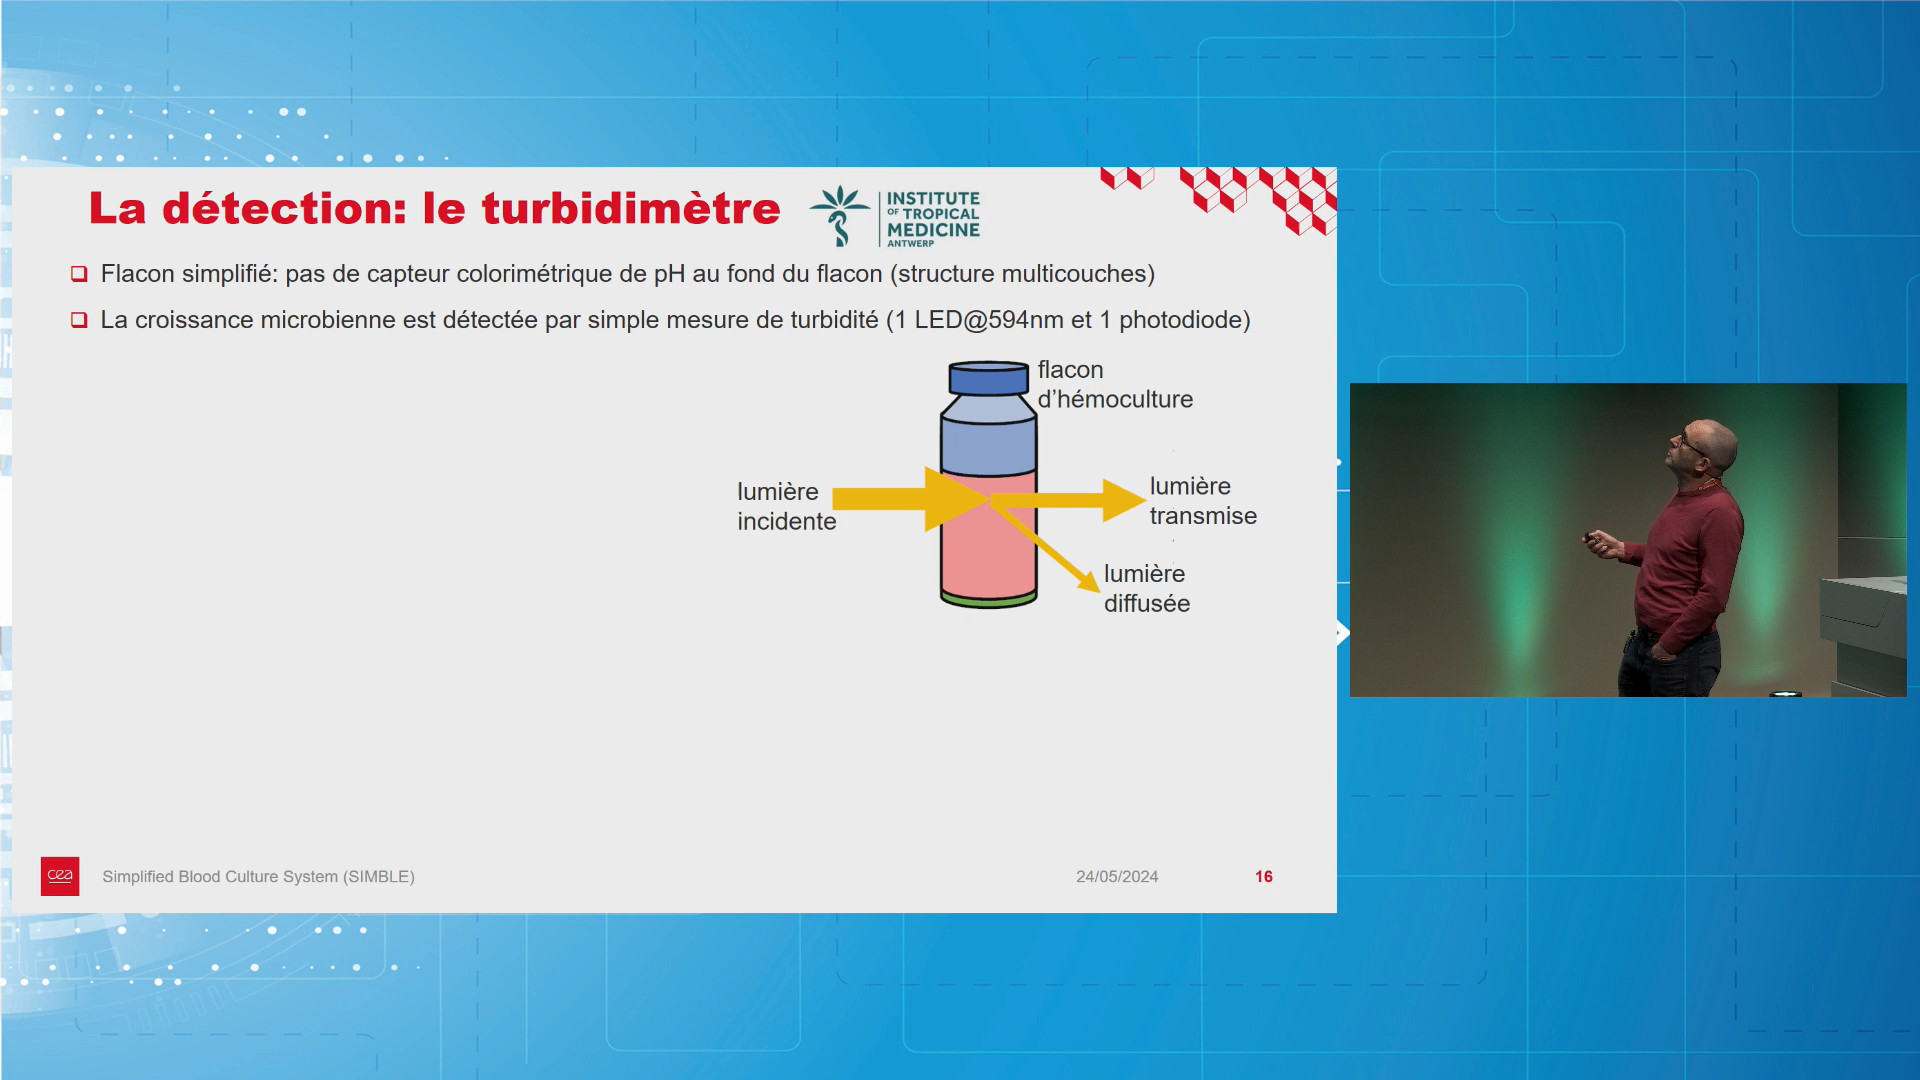 La détection: le turbidimètre
INSTITUTE
OF TROPICAL
MEDICINE
ANTWERP
❑ Flacon simplifié: pas de capteur colorimétrique de pH au fond du flacon (structure multicouches)
❑ La croissance microbienne est détectée par simple mesure de turbidité (1 LED@594nm et 1 photodiode)
flacon
d’hémoculture
lumière
incidente
lumière
transmise
lumière
diffusée
cea
Simplified Blood Culture System (SIMBLE)
24/05/2024
16